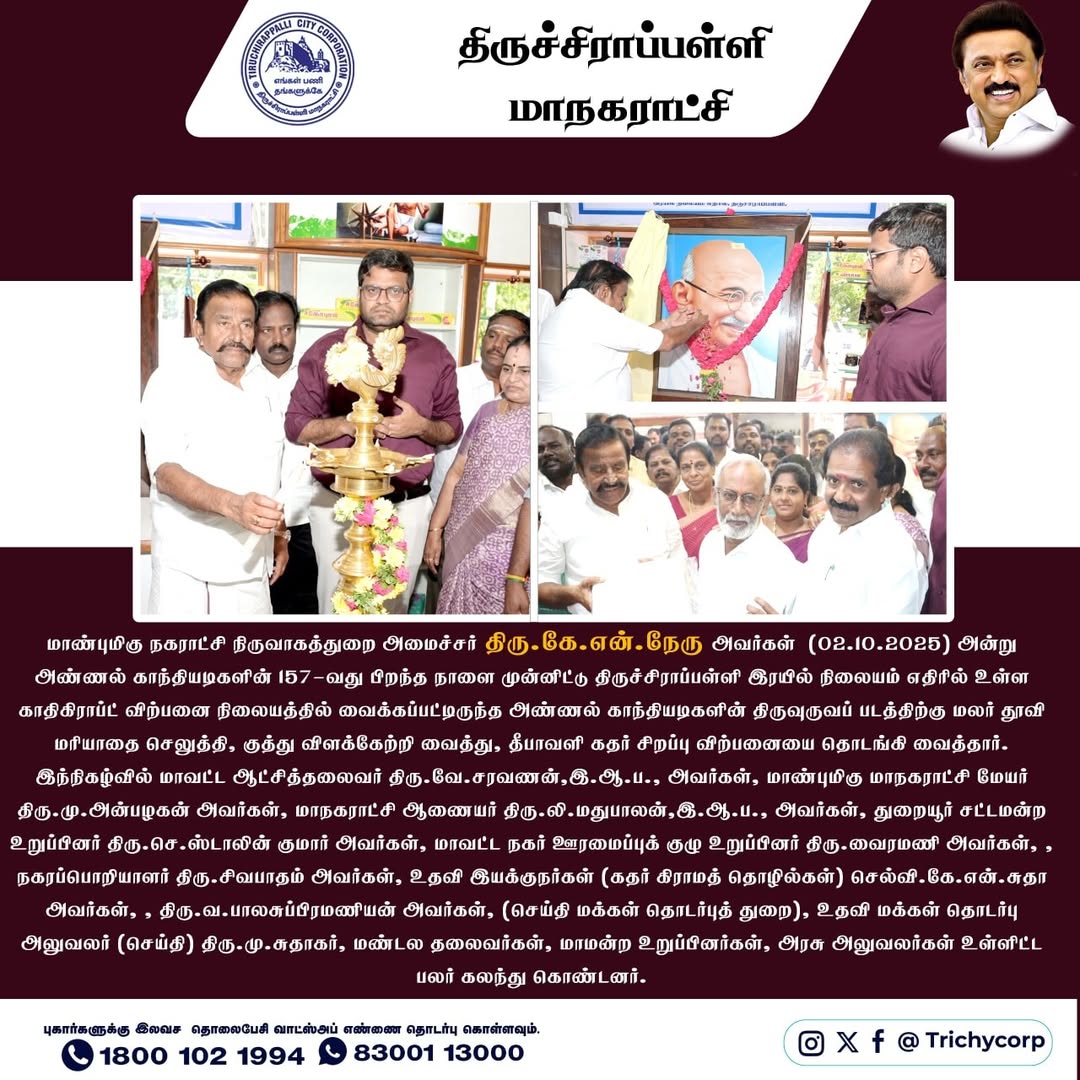 TIRUCHIRAPPALLI CITY CORPORATION
எங்கள் பணி
தங்களுக்கே
திருச்சிராப்பள்ளி மாநகராட்சி
திருச்சிராப்பள்ளி
மாநகராட்சி
மாண்புமிகு நகராட்சி நிருவாகத்துறை அமைச்சர் திரு.கே.என்.நேரு அவர்கள் (02.10.2025) அன்று
அண்ணல் காந்தியடிகளின் 157-வது பிறந்த நாளை முன்னிட்டு திருச்சிராப்பள்ளி இரயில் நிலையம் எதிரில் உள்ள
காதிகிராப்ட் விற்பனை நிலையத்தில் வைக்கப்பட்டிருந்த அண்ணல் காந்தியடிகளின் திருவுருவப் படத்திற்கு மலர் தூவி
மரியாதை செலுத்தி, குத்து விளக்கேற்றி வைத்து, தீபாவளி கதர் சிறப்பு விற்பனையை தொடங்கி வைத்தார்.
இந்நிகழ்வில் மாவட்ட ஆட்சித்தலைவர் திரு.வே.சரவணன்,இ.ஆ.ப., அவர்கள், மாண்புமிகு மாநகராட்சி மேயர்
திரு.மு.அன்பழகன் அவர்கள், மாநகராட்சி ஆணையர் திரு.லி.மதுபாலன்,இ.ஆ.ப., அவர்கள், துறையூர் சட்டமன்ற
உறுப்பினர் திரு.செ.ஸ்டாலின் குமார் அவர்கள், மாவட்ட நகர் ஊரமைப்புக் குழு உறுப்பினர் திரு.வைரமணி அவர்கள், ,
நகரப்பொறியாளர் திரு.சிவபாதம் அவர்கள், உதவி இயக்குநர்கள் (கதர் கிராமத் தொழில்கள்) செல்வி.கே.என்.சுதா
அவர்கள், , திரு.வ.பாலசுப்பிரமணியன் அவர்கள், (செய்தி மக்கள் தொடர்புத் துறை), உதவி மக்கள் தொடர்பு
அலுவலர் (செய்தி) திரு.மு.சுதாகர், மண்டல தலைவர்கள், மாமன்ற உறுப்பினர்கள், அரசு அலுவலர்கள் உள்ளிட்ட
பலர் கலந்து கொண்டனர்.
புகார்களுக்கு இலவச தொலைபேசி வாட்ஸ்அப் எண்ணை தொடர்பு கொள்ளவும்.
1800 102 1994 83001 13000
@ Trichycorp